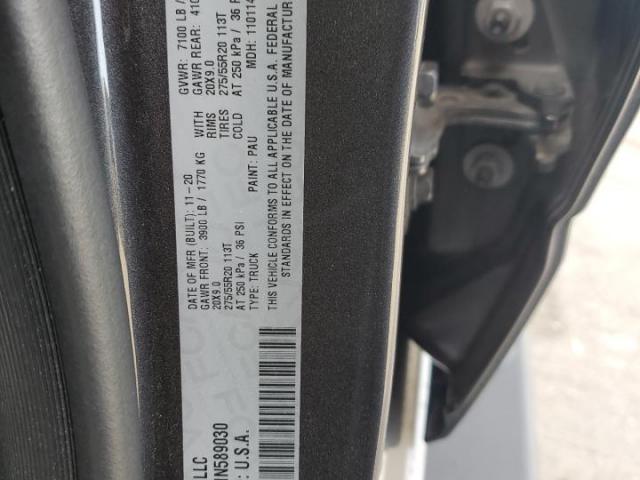 LLC
DATE OF MFR (BUILT): 11-20 GVWR: 7100 LB /
GAWR FRONT: 3900 LB / 1770 KG WITH GAWR REAR: 410
20X9.0 RIMS 20X9.0
275/55R20 113T TIRES 275/55R20 113T
AT 250 kPa / 36 PSI COLD AT 250 kPa / 36 P
TYPE: TRUCK PAINT: PAU MDH: 110114
THIS VEHICLE CONFORMS TO ALL APPLICABLE U.S.A. FEDERAL
STANDARDS IN EFFECT ON THE DATE OF MANUFACTUR
N589030
: U.S.A.